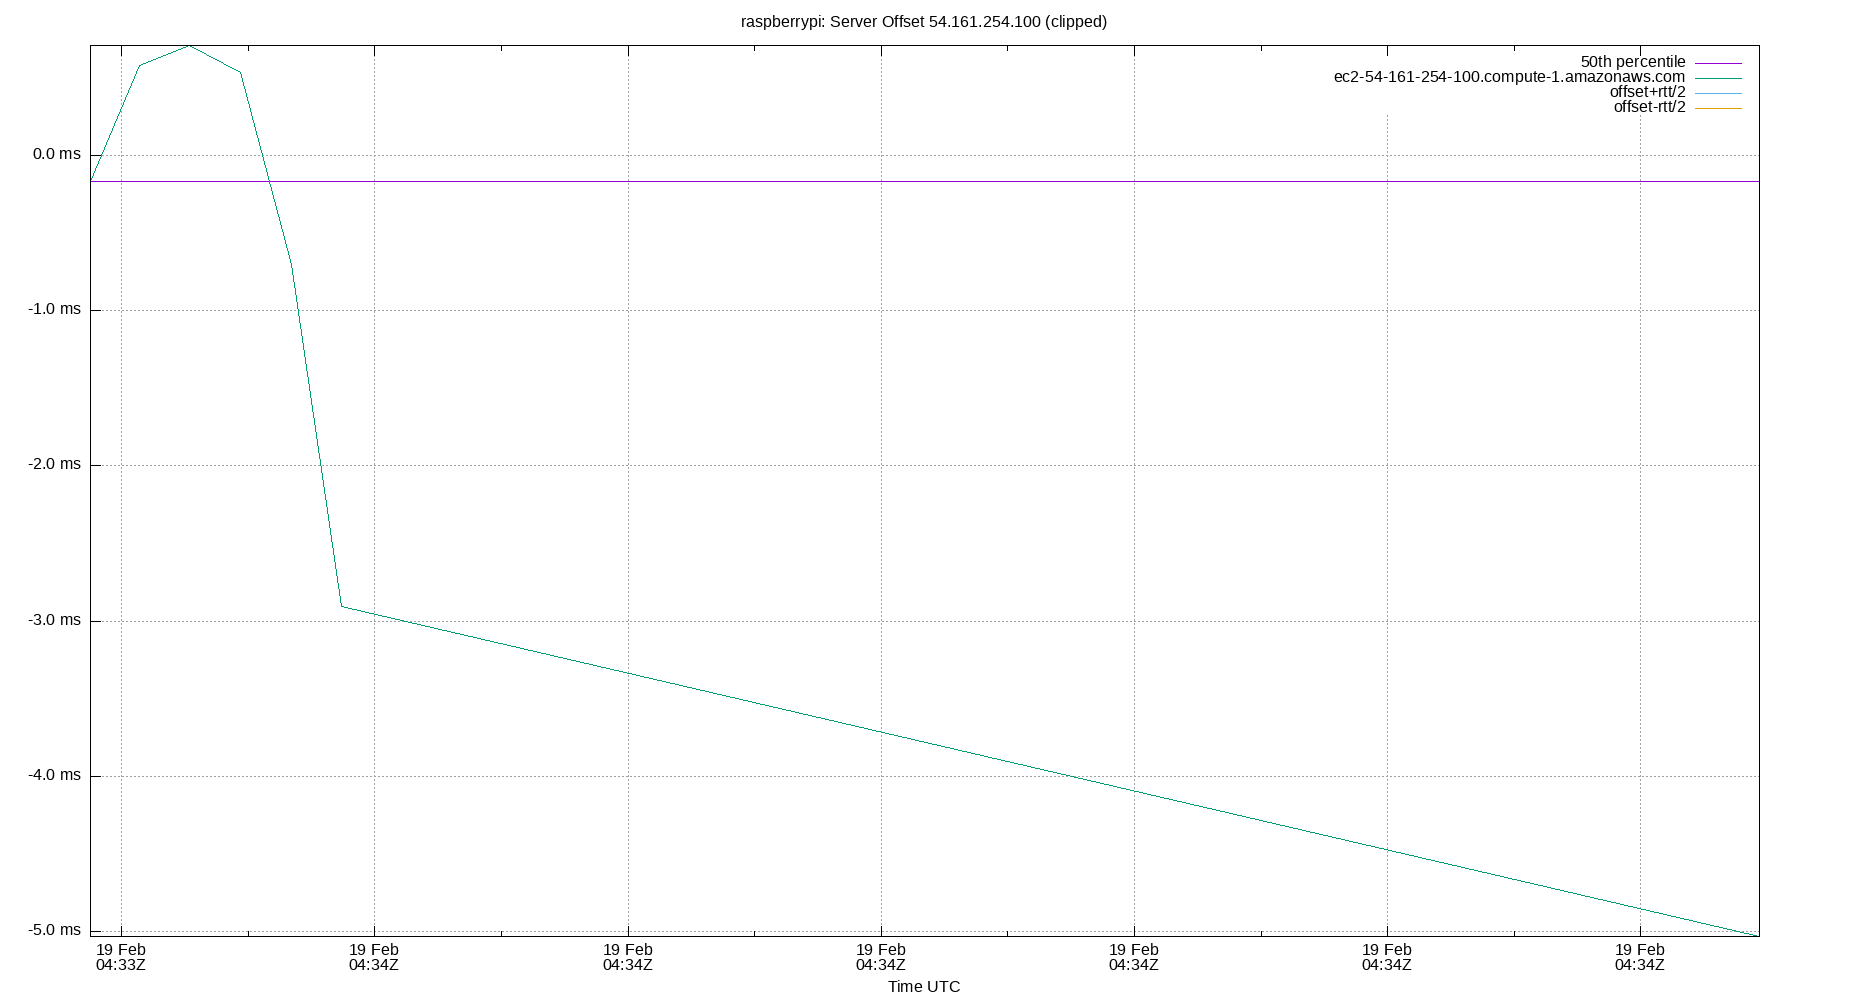 raspberrypi: Server Offset 54.161.254.100 (clipped)
50th percentile
ec2-54-161-254-100.compute-1.amazonaws.com
offset+rtt/2
offset-rtt/2
0.0 ms
-1.0 ms
-2.0 ms
-3.0 ms
-4.0 ms
-5.0 ms
19 Feb 19 Feb 19 Feb 19 Feb 19 Feb 19 Feb 19 Feb
04:33Z 04:34Z 04:34Z 04:34Z 04:34Z 04:34Z 04:34Z
Time UTC